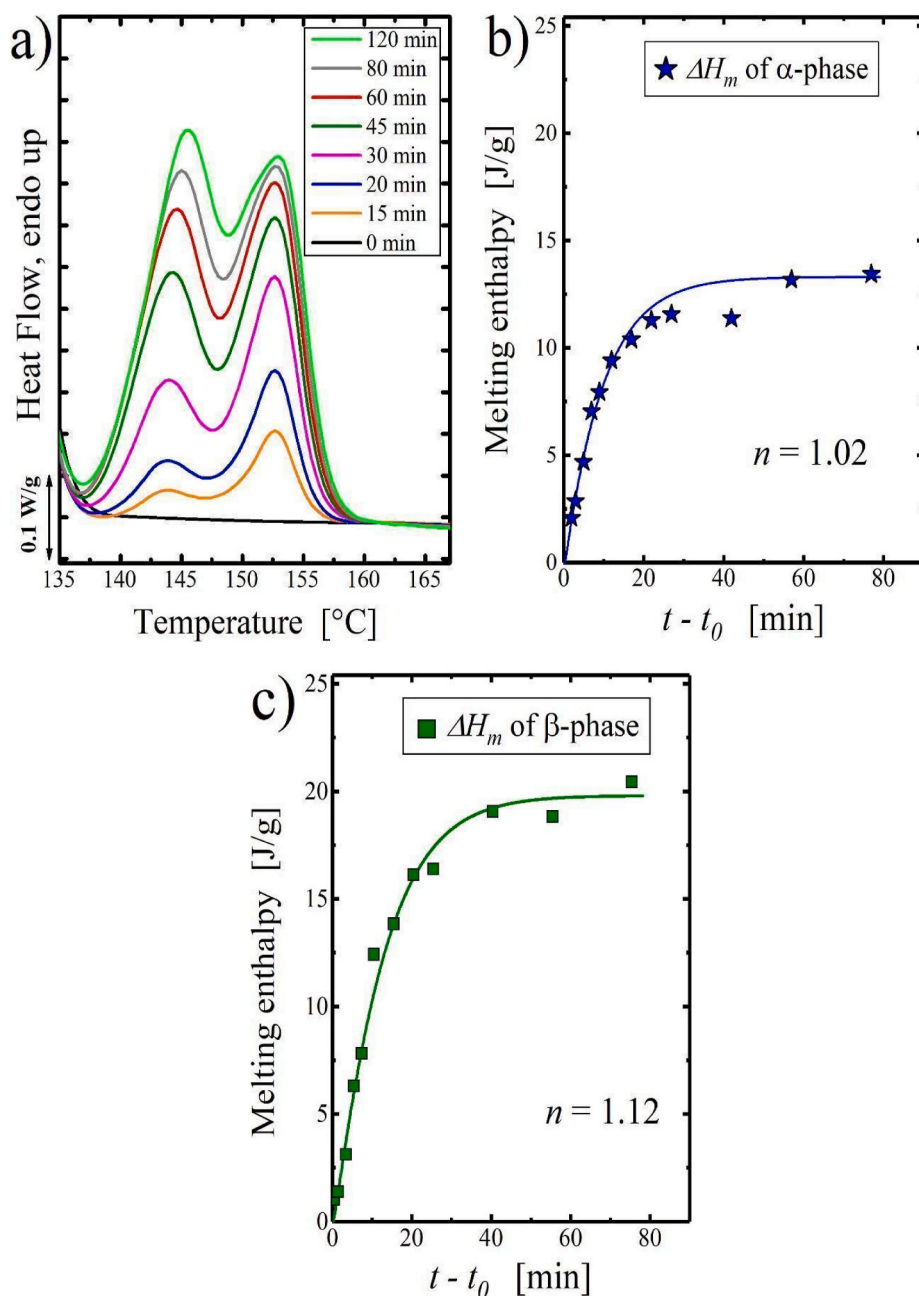 a)
120 min
80 min
60 min
45 min
30 min
20 min
15 min
0 min
Heat Flow, endo up
0.1 W/g
135 140 145 150 155 160 165
Temperature [°C]
b)
ΔHm of α-phase
25
20
15
10
5
0
Melting enthalpy [J/g]
n = 1.02
0 20 40 60 80
t - t0 [min]
c)
ΔHm of β-phase
25
20
15
10
5
0
Melting enthalpy [J/g]
n = 1.12
0 20 40 60 80
t - t0 [min]